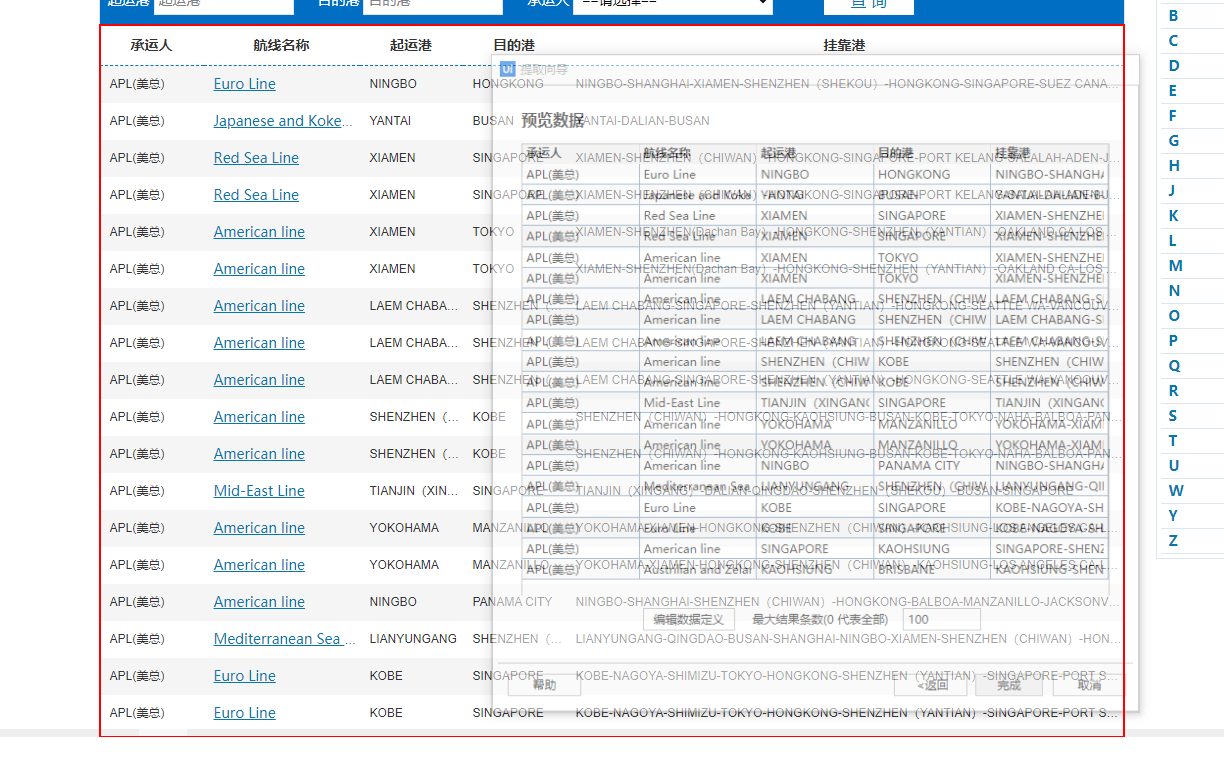 起运港 起运港 目的港 目的港 承运人 ==请选择== 查 询
承运人 航线名称 起运港 目的港 挂靠港
APL(美总) Euro Line NINGBO HONGKONG NINGBO-SHANGHAI-XIAMEN-SHENZHEN（SHEKOU）-HONGKONG-SINGAPORE-SUEZ CANA...
APL(美总) Japanese and Koke... YANTAI BUSAN YANTAI-DALIAN-BUSAN
APL(美总) Red Sea Line XIAMEN SINGAPORE XIAMEN-SHENZHEN（CHIWAN）-HONGKONG-SINGAPORE-PORT KELANG-SALALAH-ADEN-J...
APL(美总) Red Sea Line XIAMEN SINGAPORE
APL(美总) American line XIAMEN TOKYO XIAMEN-SHENZHEN(Dachan Bay）-HONGKONG-SHENZHEN（YANTIAN）-OAKLAND CA-LOS ...
APL(美总) American line XIAMEN TOKYO XIAMEN-SHENZHEN(Dachan Bay）-HONGKONG-SHENZHEN（YANTIAN）-OAKLAND CA-LOS ...
APL(美总) American line LAEM CHABA... SHENZHEN（... LAEM CHABANG-SINGAPORE-SHENZHEN（YANTIAN）-HONGKONG-SEATTLE WA-VANCOUV...
APL(美总) American line LAEM CHABA... SHENZHEN（... LAEM CHABANG-SINGAPORE-SHENZHEN（YANTIAN）-HONGKONG-SEATTLE WA-VANCOUV...
APL(美总) American line LAEM CHABA... SHENZHEN（... LAEM CHABANG-SINGAPORE-SHENZHEN（YANTIAN）-HONGKONG-SEATTLE WA-VANCOUV...
APL(美总) American line SHENZHEN（... KOBE SHENZHEN（CHIWAN）-HONGKONG-KAOHSIUNG-BUSAN-KOBE-TOKYO-NAHA-BALBOA-PAN...
APL(美总) American line SHENZHEN（... KOBE SHENZHEN（CHIWAN）-HONGKONG-KAOHSIUNG-BUSAN-KOBE-TOKYO-NAHA-BALBOA-PAN...
APL(美总) Mid-East Line TIANJIN（XIN... SINGAPORE TIANJIN（XINGANG）-DALIAN-QINGDAO-SHENZHEN（SHEKOU）-BUSAN-SINGAPORE
APL(美总) American line YOKOHAMA MANZANILLO YOKOHAMA-XIAMEN-HONGKONG-SHENZHEN（CHIWAN）-KAOHSIUNG-LOS ANGELES CA-L...
APL(美总) American line YOKOHAMA MANZANILLO YOKOHAMA-XIAMEN-HONGKONG-SHENZHEN（CHIWAN）-KAOHSIUNG-LOS ANGELES CA-L...
APL(美总) American line NINGBO PANAMA CITY NINGBO-SHANGHAI-SHENZHEN（CHIWAN）-HONGKONG-BALBOA-MANZANILLO-JACKSONV...
APL(美总) Mediterranean Sea ... LIANYUNGANG SHENZHEN（... LIANYUNGANG-QINGDAO-BUSAN-SHANGHAI-NINGBO-XIAMEN-SHENZHEN（CHIWAN）-HON...
APL(美总) Euro Line KOBE SINGAPORE KOBE-NAGOYA-SHIMIZU-TOKYO-HONGKONG-SHENZHEN（YANTIAN）-SINGAPORE-PORT S...
APL(美总) Euro Line KOBE SINGAPORE KOBE-NAGOYA-SHIMIZU-TOKYO-HONGKONG-SHENZHEN（YANTIAN）-SINGAPORE-PORT S...
Ui 提取向导
预览数据
承运人 航线名称 起运港 目的港 挂靠港
APL(美总) Euro Line NINGBO HONGKONG NINGBO-SHANGHA
APL(美总) Japanese and Koke YANTAI BUSAN YANTAI-DALIAN-B
APL(美总) Red Sea Line XIAMEN SINGAPORE XIAMEN-SHENZHE
APL(美总) Red Sea Line XIAMEN SINGAPORE XIAMEN-SHENZHE
APL(美总) American line XIAMEN TOKYO XIAMEN-SHENZHE
APL(美总) American line XIAMEN TOKYO XIAMEN-SHENZHE
APL(美总) American line LAEM CHABANG SHENZHEN（CHIW LAEM CHABANG-S
APL(美总) American line LAEM CHABANG SHENZHEN（CHIW LAEM CHABANG-S
APL(美总) American line LAEM CHABANG SHENZHEN（CHIW LAEM CHABANG-S
APL(美总) American line SHENZHEN（CHIW KOBE SHENZHEN（CHIW
APL(美总) American line SHENZHEN（CHIW KOBE SHENZHEN（CHIW
APL(美总) Mid-East Line TIANJIN（XINGANG SINGAPORE TIANJIN（XINGANG
APL(美总) American line YOKOHAMA MANZANILLO YOKOHAMA-XIAM
APL(美总) American line YOKOHAMA MANZANILLO YOKOHAMA-XIAM
APL(美总) American line NINGBO PANAMA CITY NINGBO-SHANGHA
APL(美总) Mediterranean Sea LIANYUNGANG SHENZHEN（CHIW LIANYUNGANG-QI
APL(美总) Euro Line KOBE SINGAPORE KOBE-NAGOYA-SH
APL(美总) Euro Line KOBE SINGAPORE KOBE-NAGOYA-SH
APL(美总) American line SINGAPORE KAOHSIUNG SINGAPORE-SHENZ
APL(美总) Austrilian and Zelar KAOHSIUNG BRISBANE KAOHSIUNG-SHEN
编辑数据定义 最大结果条数(0 代表全部) 100
帮助 <返回 完成 取消
B
C
D
E
F
G
H
J
K
L
M
N
O
P
Q
R
S
T
U
W
Y
Z